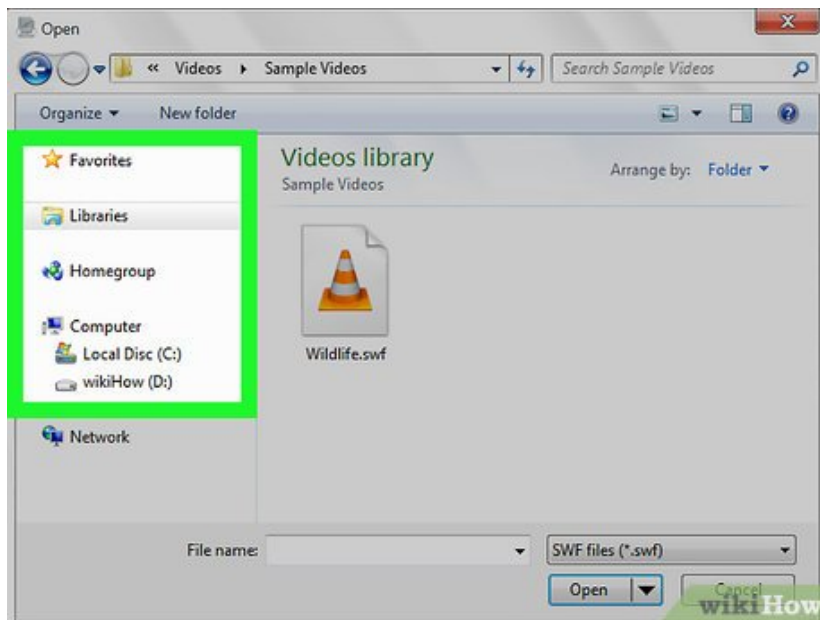 Open
« Videos ▸ Sample Videos
Search Sample Videos
Organize
New folder
Favorites
Libraries
Homegroup
Computer
Local Disc (C:)
wikiHow (D:)
Network
Videos library
Sample Videos
Arrange by: Folder
Wildlife.swf
File name:
SWF files (*.swf)
Open
Cancel
wikiHow